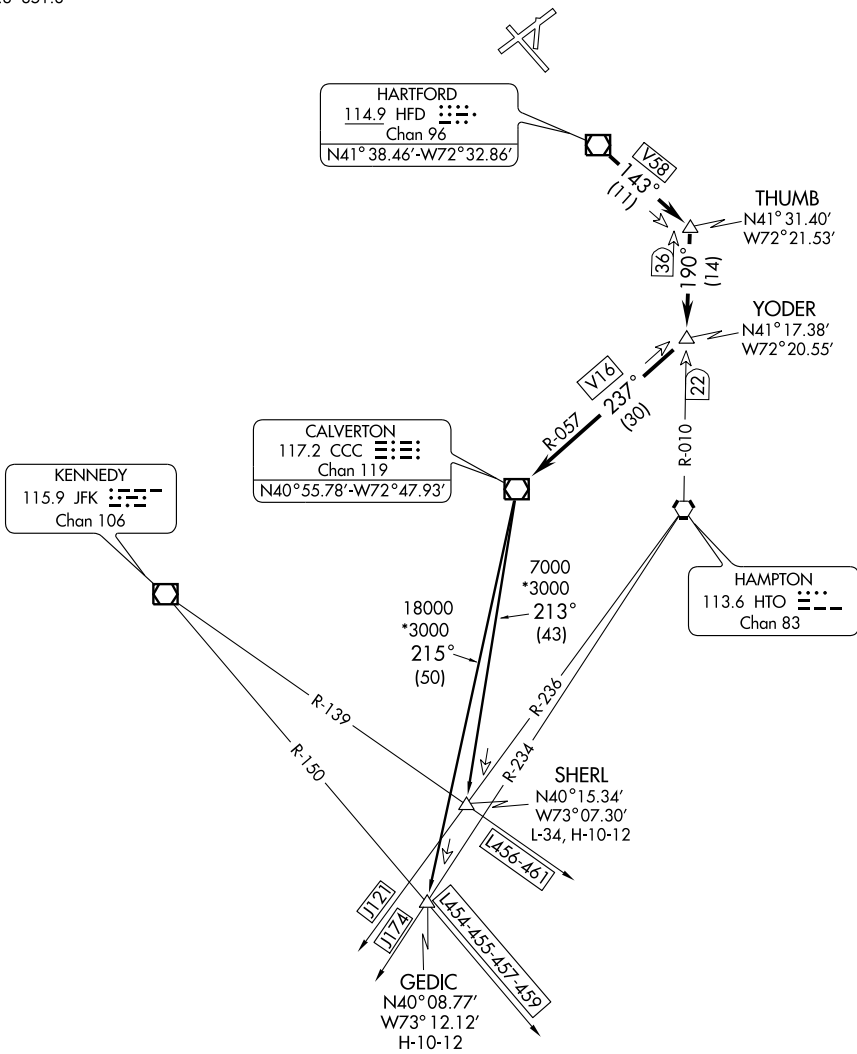 HARTFORD
114.9 HFD
Chan 96
N41°38.46'-W72°32.86'
V58
143°
(11)
THUMB
N41°31.40'
W72°21.53'
36
190°
(14)
YODER
N41°17.38'
W72°20.55'
V16
237°
(30)
R-057
22
R-010
CALVERTON
117.2 CCC
Chan 119
N40°55.78'-W72°47.93'
KENNEDY
115.9 JFK
Chan 106
HAMPTON
113.6 HTO
Chan 83
7000
*3000
213°
(43)
18000
*3000
215°
(50)
R-139
R-150
R-236
R-234
SHERL
N40°15.34'
W73°07.30'
L-34, H-10-12
L456-461
J121
J174
L454-455-457-459
GEDIC
N40°08.77'
W73°12.12'
H-10-12